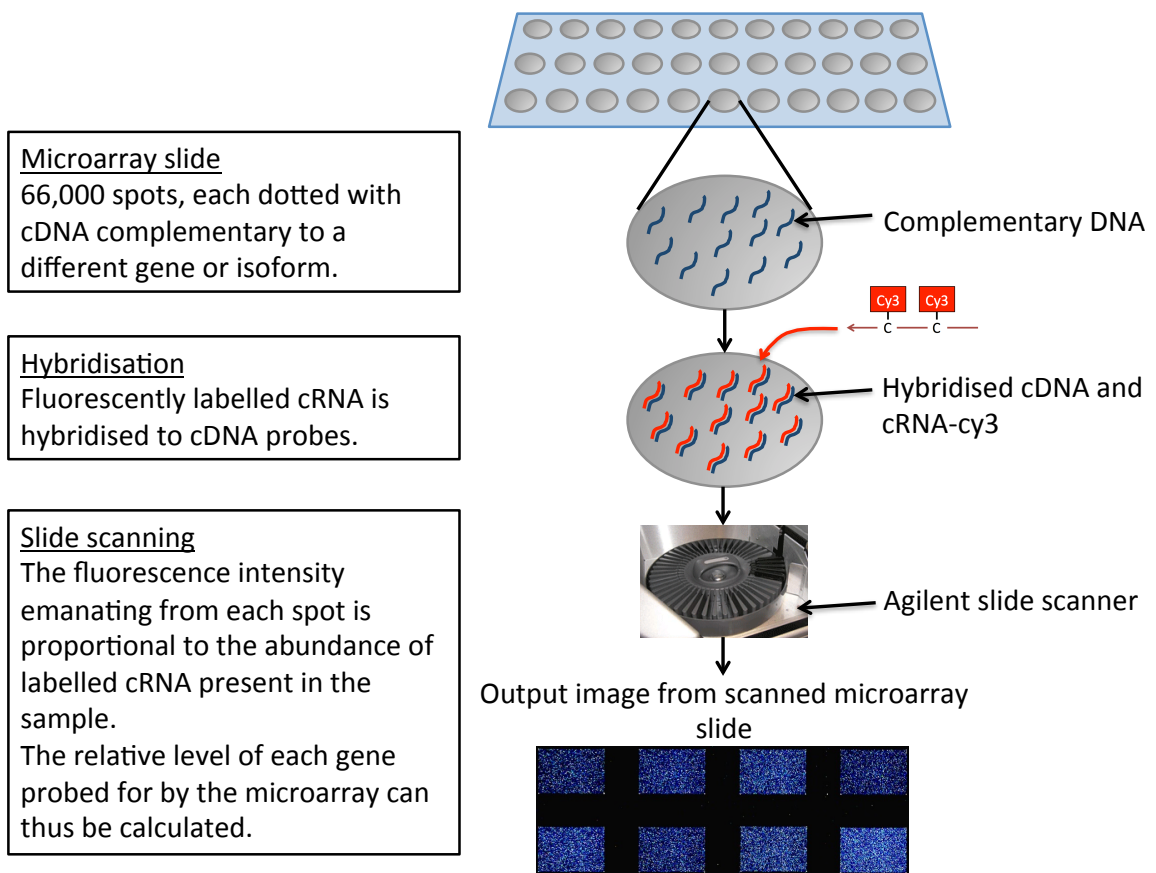 Microarray slide
66,000 spots, each dotted with
cDNA complementary to a
different gene or isoform.
Complementary DNA
Cy3 Cy3
C C
Hybridisation
Fluorescently labelled cRNA is
hybridised to cDNA probes.
Hybridised cDNA and
cRNA-cy3
Slide scanning
The fluorescence intensity
emanating from each spot is
proportional to the abundance of
labelled cRNA present in the
sample.
The relative level of each gene
probed for by the microarray can
thus be calculated.
Agilent slide scanner
Output image from scanned microarray
slide